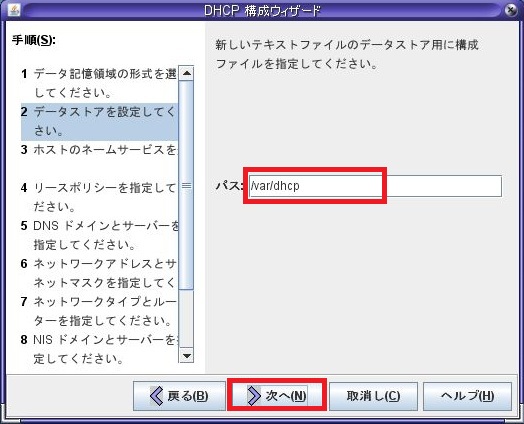 DHCP 構成ウィザード
手順(S):
1 データ記憶領域の形式を選
してください。
2 データストアを設定してく
さい。
3 ホストのネームサービスを
4 リースポリシーを指定して
ださい。
5 DNS ドメインとサーバーを
指定してください。
6 ネットワークアドレスとサ
ネットマスクを指定してく
7 ネットワークタイプとルー
ターを指定してください。
8 NIS ドメインとサーバーを
定してください。
新しいテキストファイルのデータストア用に構成
ファイルを指定してください。
パス: /var/dhcp
戻る(B) 次へ(N) 取消し(C) ヘルプ(H)